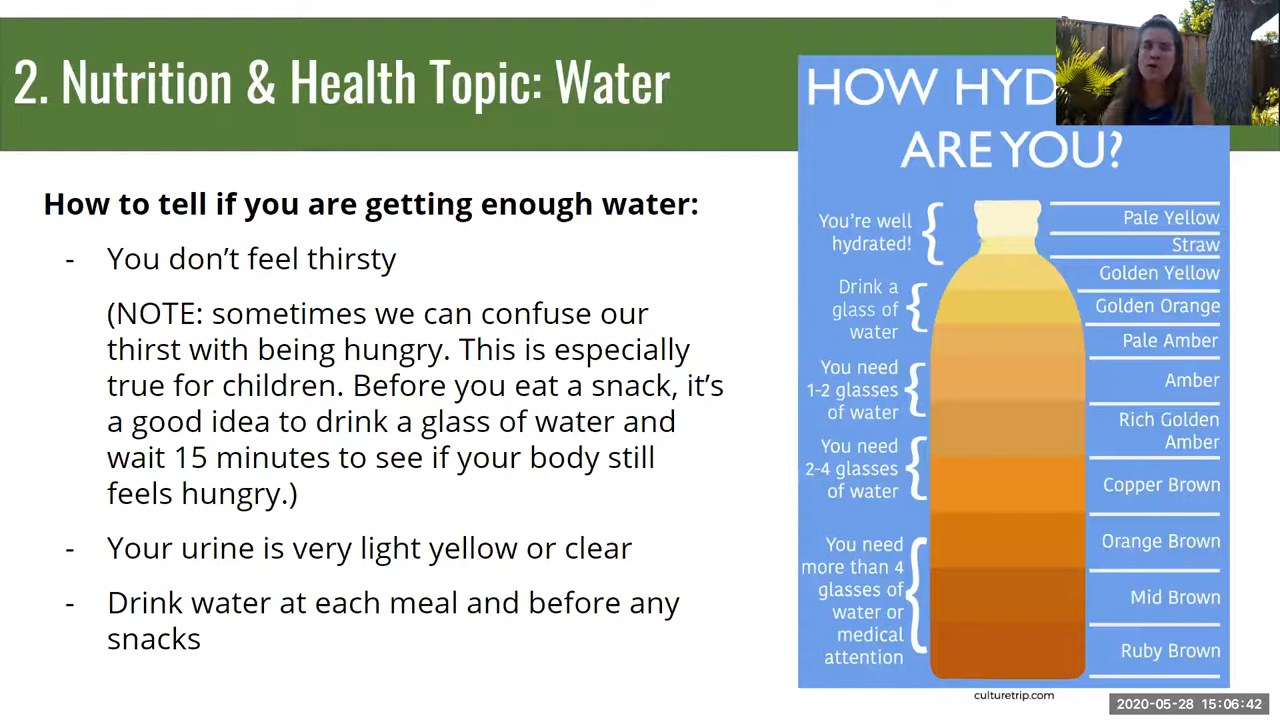 2. Nutrition & Health Topic: Water
How to tell if you are getting enough water:
- You don’t feel thirsty
(NOTE: sometimes we can confuse our
thirst with being hungry. This is especially
true for children. Before you eat a snack, it’s
a good idea to drink a glass of water and
wait 15 minutes to see if your body still
feels hungry.)
- Your urine is very light yellow or clear
- Drink water at each meal and before any
snacks
HOW HYD
ARE YOU?
You’re well
hydrated!
Drink a
glass of
water
You need
1-2 glasses
of water
You need
2-4 glasses
of water
You need
more than 4
glasses of
water or
medical
attention
Pale Yellow
Straw
Golden Yellow
Golden Orange
Pale Amber
Amber
Rich Golden
Amber
Copper Brown
Orange Brown
Mid Brown
Ruby Brown
culturetrip.com
2020-05-28 15:06:42